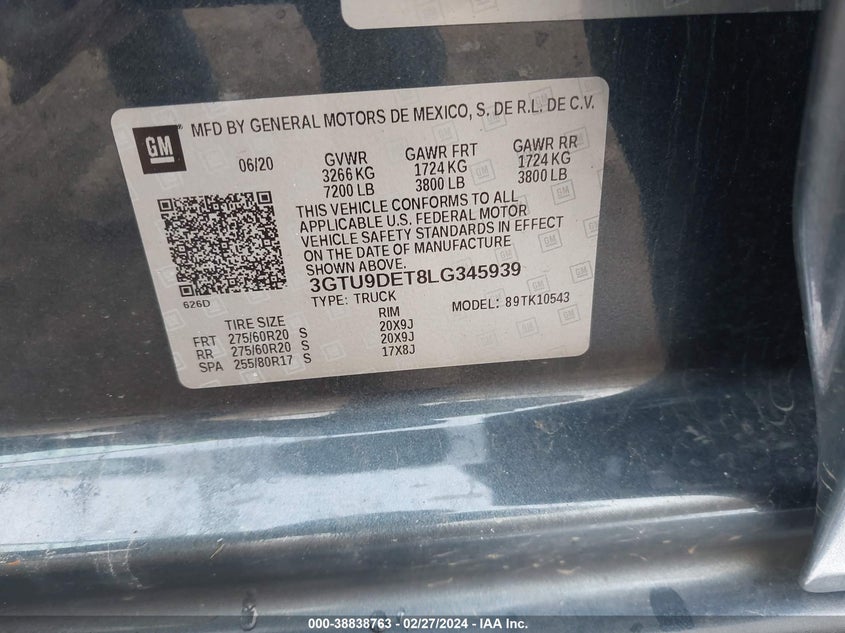 GM
MFD BY GENERAL MOTORS DE MEXICO, S. DE R.L. DE C.V.
06/20 GVWR GAWR FRT GAWR RR
3266 KG 1724 KG 1724 KG
7200 LB 3800 LB 3800 LB
THIS VEHICLE CONFORMS TO ALL
APPLICABLE U.S. FEDERAL MOTOR
VEHICLE SAFETY STANDARDS IN EFFECT
ON THE DATE OF MANUFACTURE
SHOWN ABOVE.
626D
3GTU9DET8LG345939
TYPE: TRUCK MODEL: 89TK10543
TIRE SIZE RIM
FRT 275/60R20 S 20X9J
RR 275/60R20 S 20X9J
SPA 255/80R17 S 17X8J
000-38838763 - 02/27/2024 - IAA Inc.